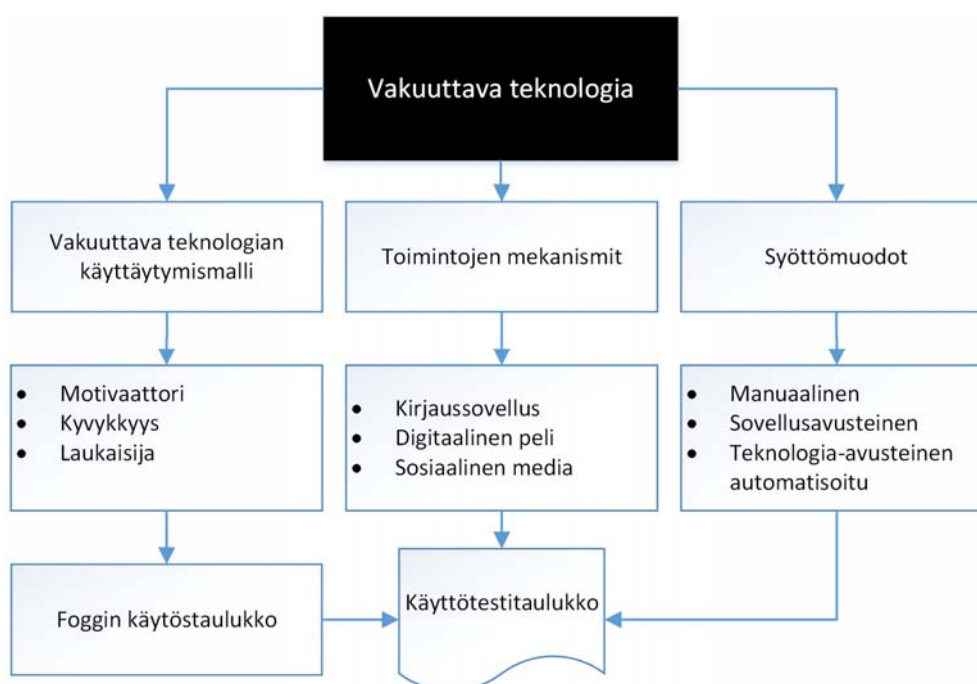 Vakuuttava teknologia
Vakuuttava teknologian
käyttäytymismalli
Toimintojen mekanismit
Syöttömuodot
• Motivaattori
• Kyvykkyys
• Laukaisija
• Kirjaussovellus
• Digitaalinen peli
• Sosiaalinen media
• Manuaalinen
• Sovellusavusteinen
• Teknologia-avusteinen
automatisoitu
Foggin käytöstaulukko
Käyttötestitaulukko